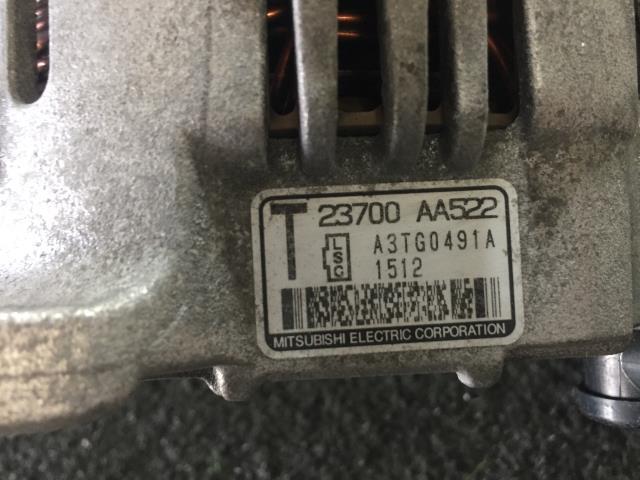 T 23700 AA522
LSC A3TG0491A
1512
MITSUBISHI ELECTRIC CORPORATION